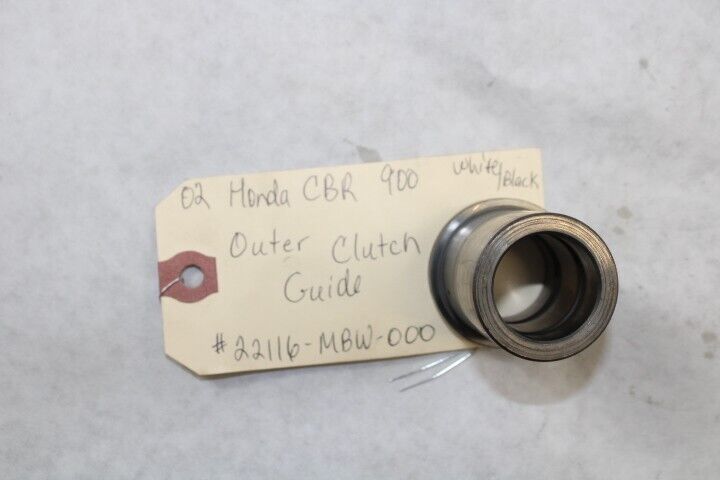 02 Honda CBR 900 White/Black
Outer Clutch
Guide
#22116-MBW-000